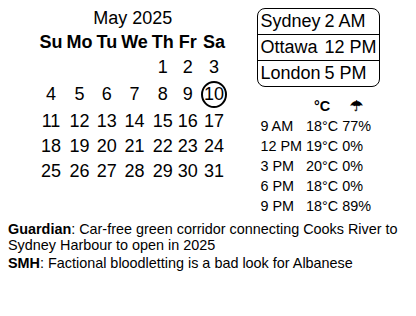 May 2025
Su Mo Tu We Th Fr Sa
1 2 3
4 5 6 7 8 9 10
11 12 13 14 15 16 17
18 19 20 21 22 23 24
25 26 27 28 29 30 31
Sydney 2 AM
Ottawa 12 PM
London 5 PM
°C ☂
9 AM 18°C 77%
12 PM 19°C 0%
3 PM 20°C 0%
6 PM 18°C 0%
9 PM 18°C 89%
Guardian: Car-free green corridor connecting Cooks River to
Sydney Harbour to open in 2025
SMH: Factional bloodletting is a bad look for Albanese